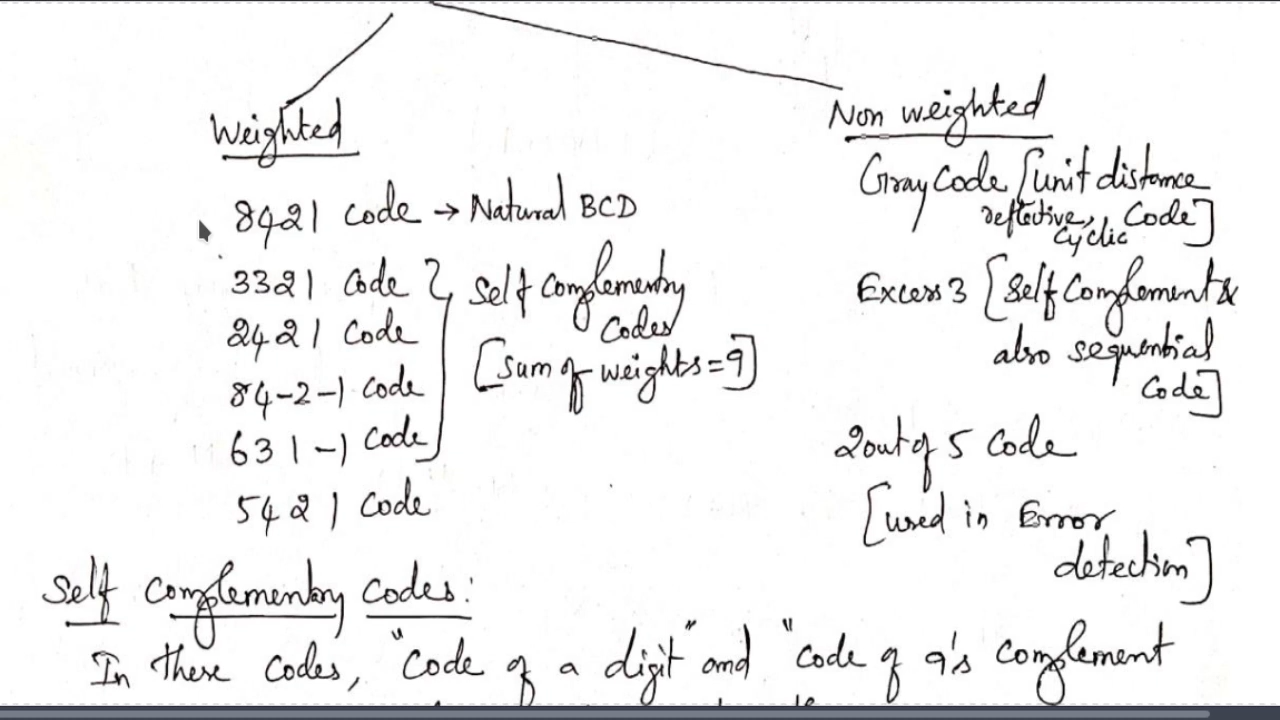 Weighted
8421 Code → Natural BCD
3321 Code
2421 Code
84-2-1 Code
631-1 Code
Self Complementry
Codes
[Sum of weights=9]
5421 Code
Non weighted
Gray Code [unit distance
reflective, Code]
cyclic
Excess 3 [Self Complement &
also sequential
Code]
2 out of 5 Code
[used in Error
detection]
Self Complementry Codes:
In these Codes, "Code of a digit" and "Code of 9's Complement